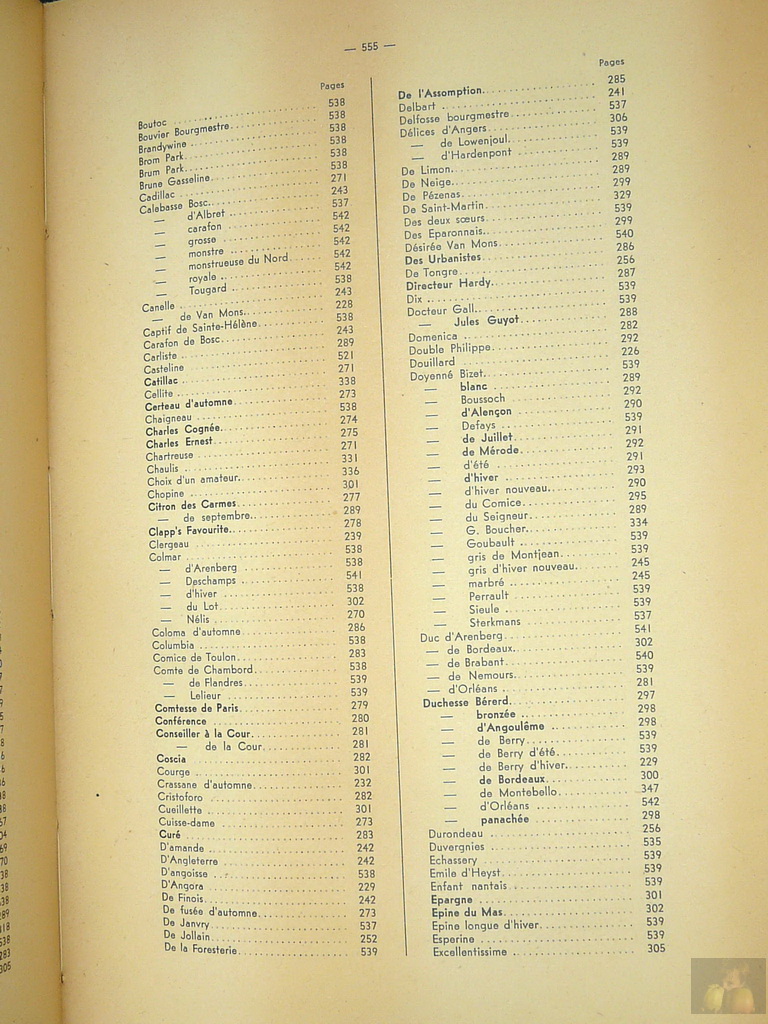 — 555 —
Pages
Boutoc 538
Bouvier Bourgmestre 538
Brandywine 538
Brom Park 538
Brum Park 538
Brune Gasseline 538
Cadillac 271
Calebasse Bosc 243
— d'Albret 537
— carafon 542
— grosse 542
— monstre 542
— monstrueuse du Nord 542
— royale 542
— Tougard 538
Canelle 243
— de Van Mons 228
Captif de Sainte-Hélène 538
Carafon de Bosc 243
Carliste 289
Casteline 521
Catillac 271
Cellite 338
Certeau d'automne 273
Chaigneau 538
Charles Cognée 274
Charles Ernest 275
Chartreuse 271
Chaulis 331
Choix d'un amateur 336
Chopine 301
Citron des Carmes 277
— de septembre 289
Clapp's Favourite 278
Clergeau 239
Colmar 538
— d'Arenberg 538
— Deschamps 541
— d'hiver 538
— du Lot 302
— Nélis 270
Coloma d'automne 286
Columbia 538
Comice de Toulon 283
Comte de Chambord 538
— de Flandres 539
— Lelieur 539
Comtesse de Paris 279
Conférence 280
Conseiller à la Cour 281
— de la Cour 281
Coscia 282
Courge 301
Crassane d'automne 232
Cristoforo 282
Cueillette 301
Cuisse-dame 273
Curé 283
D'amande 242
D'Angleterre 242
D'angoisse 538
D'Angora 229
De Finois 242
De fusée d'automne 273
De Janvry 537
De Jollain 252
De la Foresterie 539
Pages
De l'Assomption 285
Delbart 241
Delfosse bourgmestre 537
Délices d'Angers 306
— de Lowenjoul 539
— d'Hardenpont 539
De Limon 289
De Neige 289
De Pézenas 299
De Saint-Martin 329
Des deux sœurs 539
Des Eparonnais 299
Désirée Van Mons 540
Des Urbanistes 286
De Tongre 256
Directeur Hardy 287
Dix 539
Docteur Gall 539
— Jules Guyot 288
Domenica 282
Double Philippe 292
Douillard 226
Doyenné Bizet 539
— blanc 289
— Boussoch 292
— d'Alençon 290
— Defays 539
— de Juillet 291
— de Mérode 292
— d'été 291
— d'hiver 293
— d'hiver nouveau 290
— du Comice 295
— du Seigneur 289
— G. Boucher 334
— Goubault 539
— gris de Montjean 539
— gris d'hiver nouveau 245
— marbré 245
— Perrault 539
— Sieule 539
— Sterkmans 537
Duc d'Arenberg 541
— de Bordeaux 302
— de Brabant 540
— de Nemours 539
— d'Orléans 281
Duchesse Bérerd 297
— bronzée 298
— d'Angoulême 298
— de Berry 539
— de Berry d'été 539
— de Berry d'hiver 229
— de Bordeaux 300
— de Montebello 347
— d'Orléans 542
— panachée 298
Durondeau 256
Duvergnies 535
Echassery 539
Emile d'Heyst 539
Enfant nantais 539
Epargne 301
Epine du Mas 302
Epine longue d'hiver 539
Esperine 539
Excellentissime 305